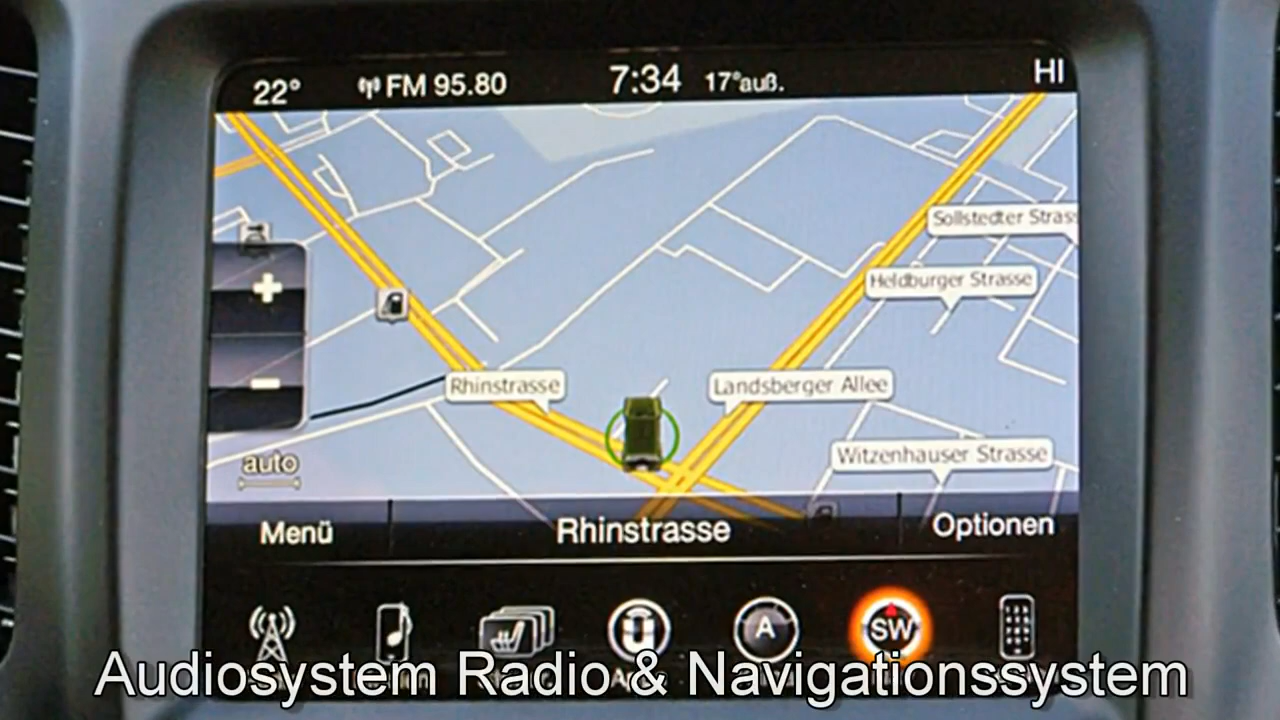 22° FM 95.80 7:34 17°auß. HI
Sollstedter Stras
Heldburger Strasse
Rhinstrasse
Landsberger Allee
Witzenhauser Strasse
auto
Menü Rhinstrasse Optionen
A SW
Audiosystem Radio & Navigationssystem